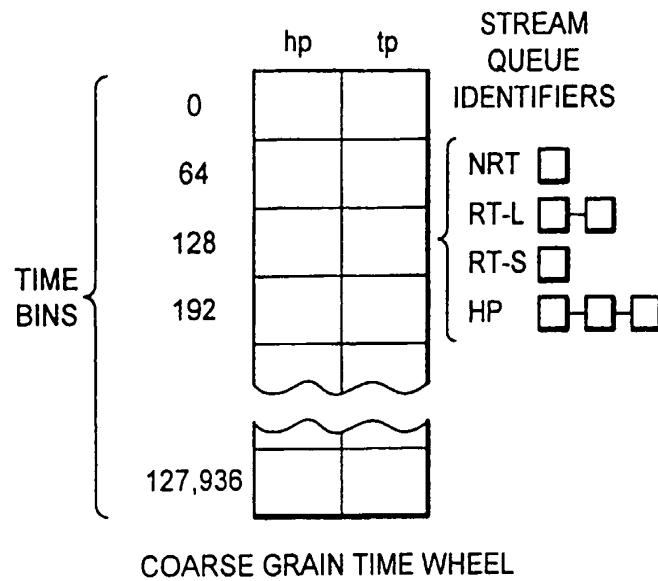 hp tp
STREAM
QUEUE
IDENTIFIERS
0
64
128
192
127,936
TIME
BINS
NRT
RT-L
RT-S
HP
COARSE GRAIN TIME WHEEL